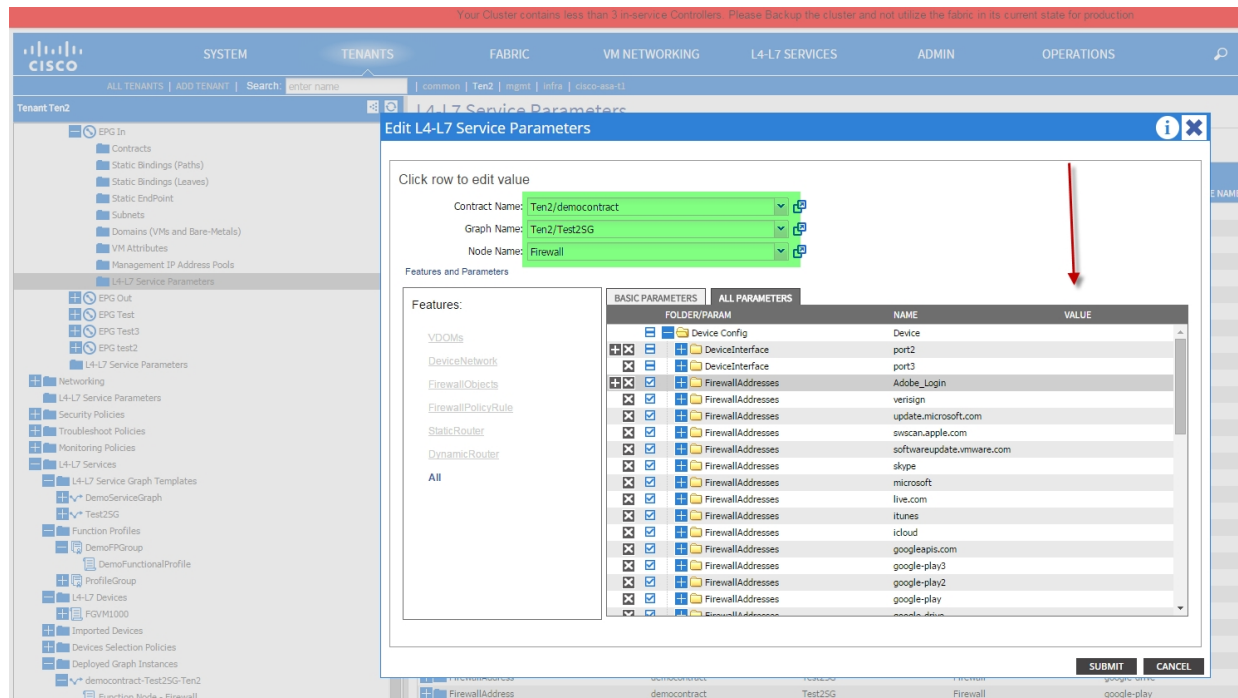 Your Cluster contains less than 3 in-service Controllers. Please Backup the cluster and not utilize the fabric in its current state for production
CISCO
SYSTEM TENANTS FABRIC VM NETWORKING L4-L7 SERVICES ADMIN OPERATIONS
ALL TENANTS | ADD TENANT | Search: enter name | common | Ten2 | mgmt | infra | cisco-asa-t1
Tenant Ten2
EPG In
Contracts
Static Bindings (Paths)
Static Bindings (Leaves)
Static EndPoint
Subnets
Domains (VMs and Bare-Metals)
VM Attributes
Management IP Address Pools
L4-L7 Service Parameters
EPG Out
EPG Test
EPG Test3
EPG test2
L4-L7 Service Parameters
Networking
L4-L7 Service Parameters
Security Policies
Troubleshoot Policies
Monitoring Policies
L4-L7 Services
L4-L7 Service Graph Templates
DemoServiceGraph
Test2SG
Function Profiles
DemoFPGroup
DemoFunctionalProfile
ProfileGroup
L4-L7 Devices
FGVM1000
Imported Devices
Devices Selection Policies
Deployed Graph Instances
democontract-Test2SG-Ten2
Function Node - Firewall
L4-L7 Service Parameters
E NAME
Edit L4-L7 Service Parameters
Click row to edit value
Contract Name: Ten2/democontract
Graph Name: Ten2/Test2SG
Node Name: Firewall
Features and Parameters
Features:
VDOMs
DeviceNetwork
FirewallObjects
FirewallPolicyRule
StaticRouter
DynamicRouter
All
BASIC PARAMETERS ALL PARAMETERS
FOLDER/PARAM NAME VALUE
Device Config Device
DeviceInterface port2
DeviceInterface port3
FirewallAddresses Adobe_Login
FirewallAddresses verisign
FirewallAddresses update.microsoft.com
FirewallAddresses swscan.apple.com
FirewallAddresses softwareupdate.vmware.com
FirewallAddresses skype
FirewallAddresses microsoft
FirewallAddresses live.com
FirewallAddresses itunes
FirewallAddresses icloud
FirewallAddresses googleapis.com
FirewallAddresses google-play3
FirewallAddresses google-play2
FirewallAddresses google-play
FirewallAddresses google-drive
SUBMIT CANCEL
FirewallAddress democontract Test2SG Firewall google-drive
FirewallAddress democontract Test2SG Firewall google-play